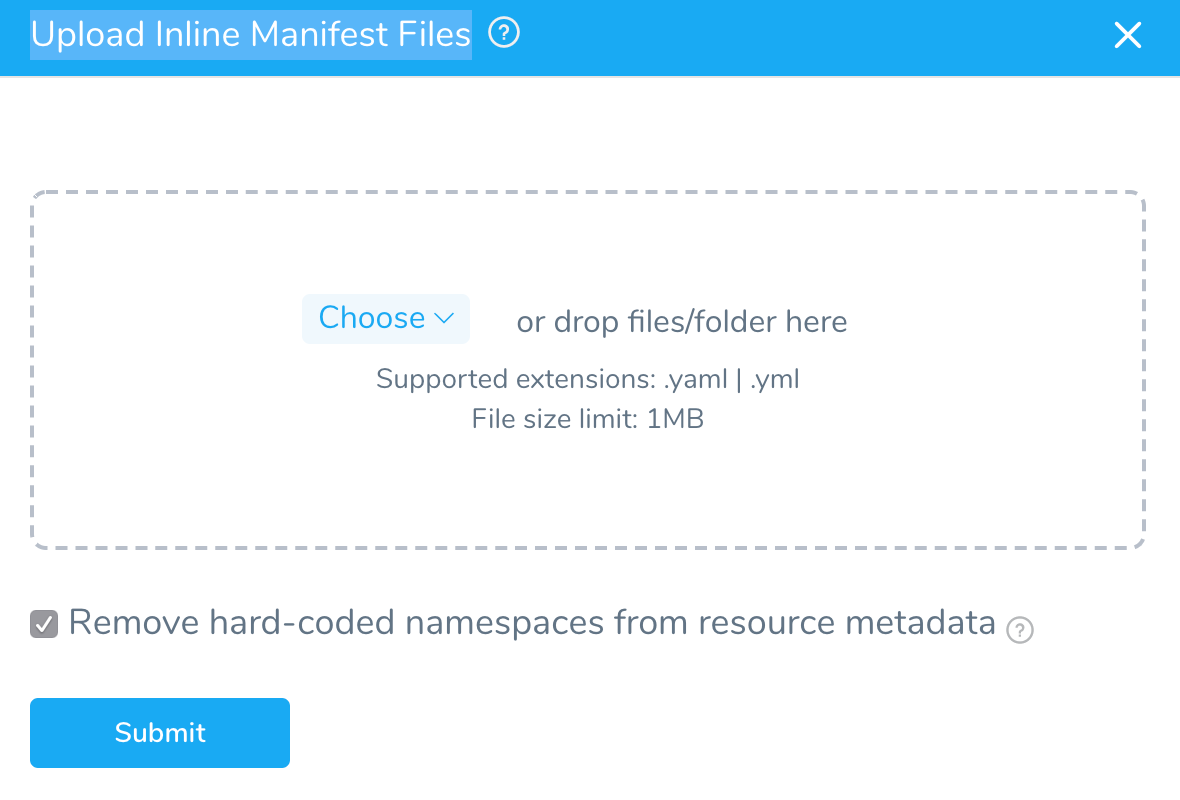 Upload Inline Manifest Files ?
Choose or drop files/folder here
Supported extensions: .yaml | .yml
File size limit: 1MB
Remove hard-coded namespaces from resource metadata ?
Submit